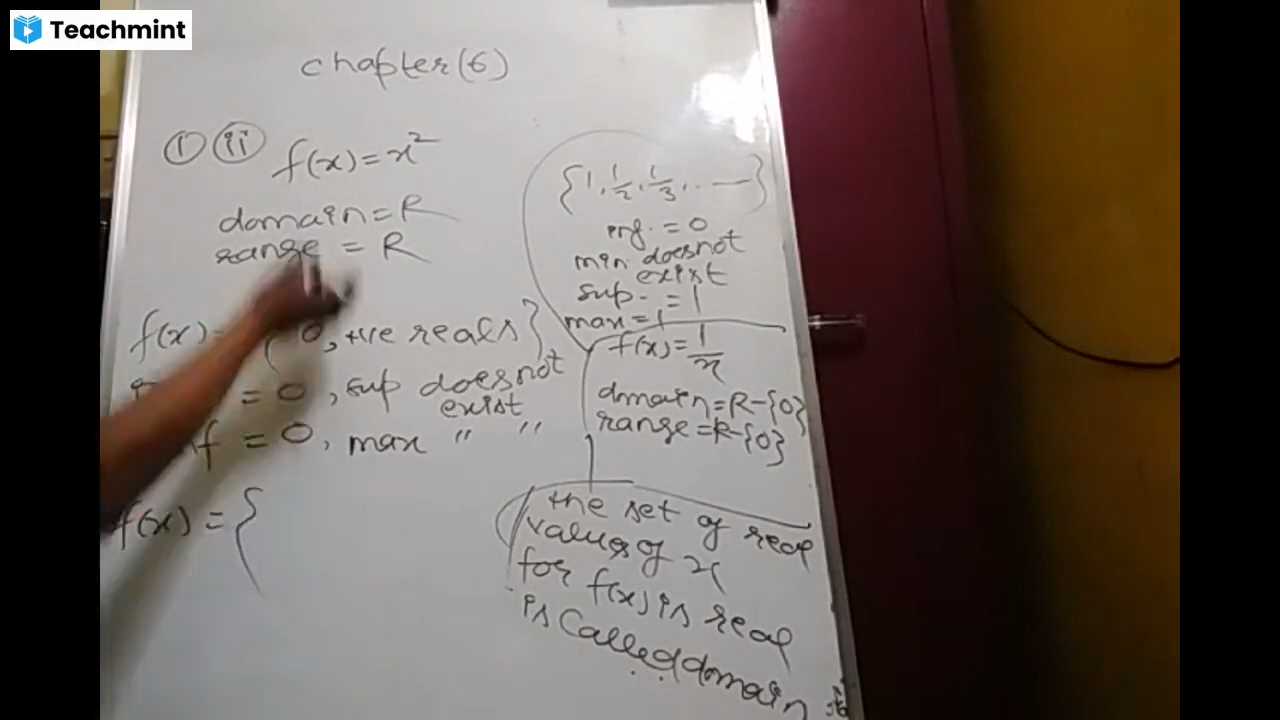 Teachmint
chapter(6)
i ii f(x)=x²
domain=R
range = R
f(x)= { 0, +ve reals}
= 0, sup does not
exist
= 0, max " "
f(x) = {
{1, 1/2, 1/3, .. —}
inf. = 0
min. does not
exist
sup. = 1
max = 1
f(x)=1/x
domain=R-{0}
range=R-{0}
the set of real
values of x
for f(x) is real
is called domain